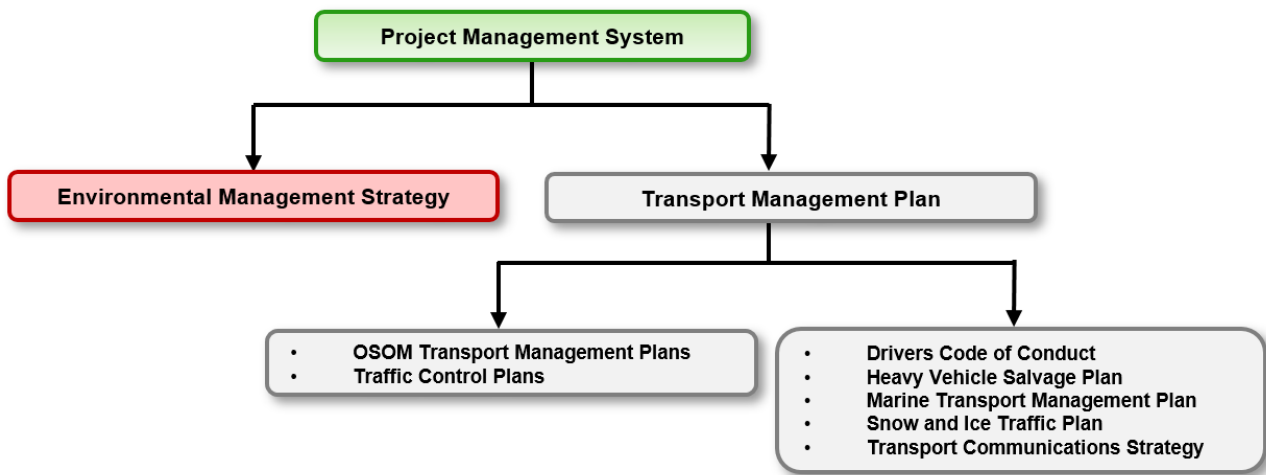 Project Management System
Environmental Management Strategy
Transport Management Plan
• OSOM Transport Management Plans
• Traffic Control Plans
• Drivers Code of Conduct
• Heavy Vehicle Salvage Plan
• Marine Transport Management Plan
• Snow and Ice Traffic Plan
• Transport Communications Strategy